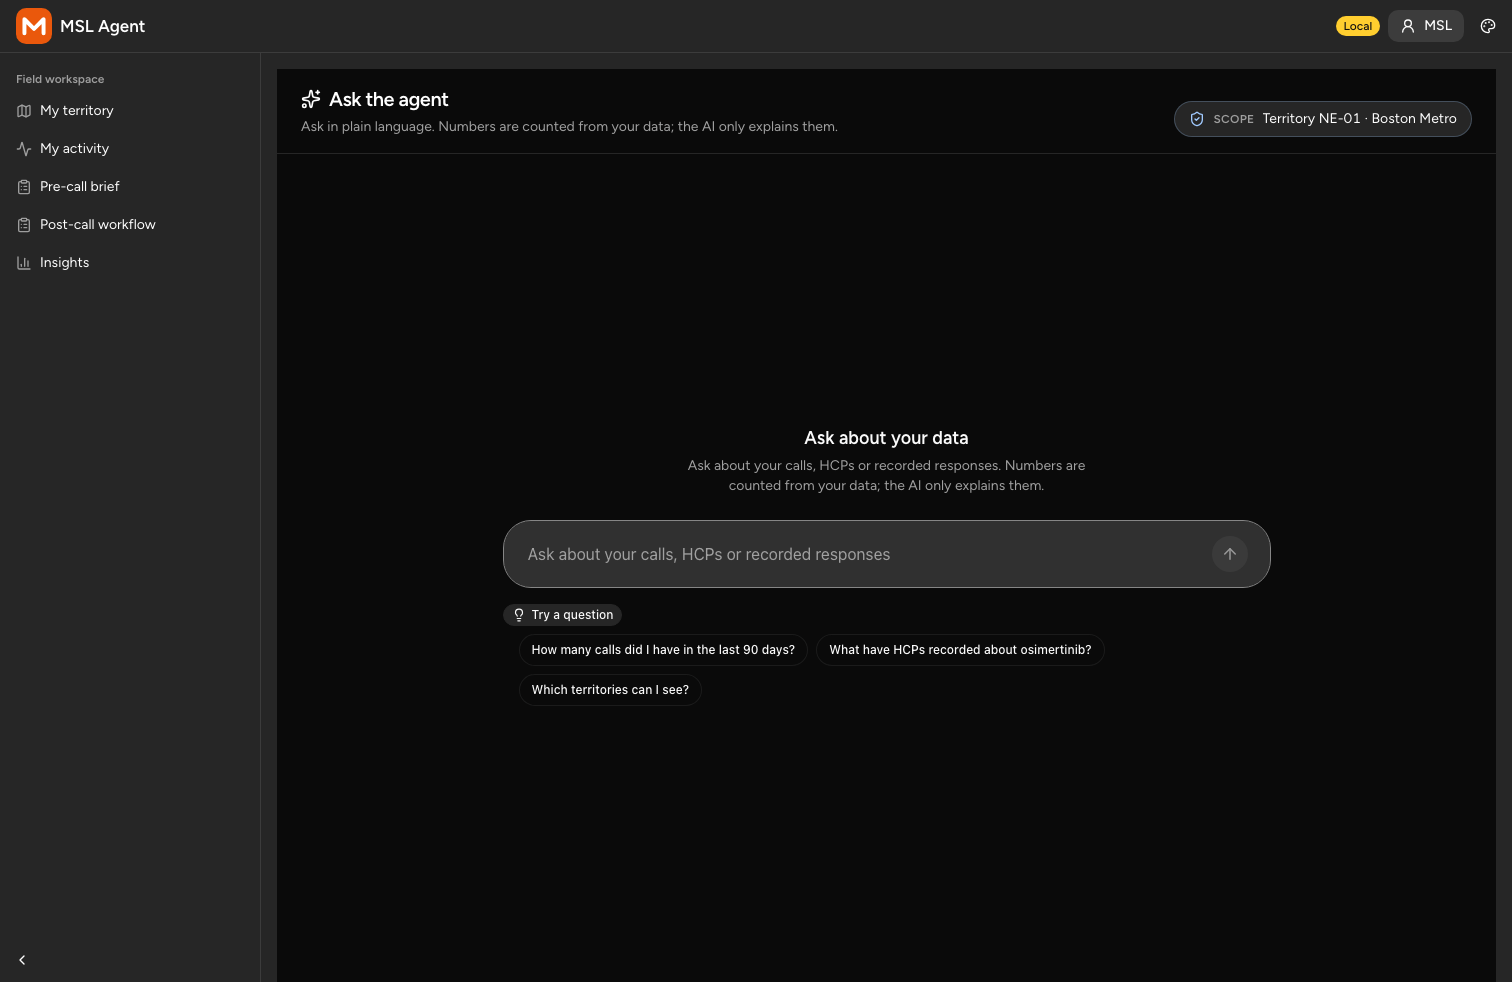 MSL Agent
Local
MSL
Field workspace
My territory
My activity
Pre-call brief
Post-call workflow
Insights
Ask the agent
Ask in plain language. Numbers are counted from your data; the AI only explains them.
SCOPE Territory NE-01 · Boston Metro
Ask about your data
Ask about your calls, HCPs or recorded responses. Numbers are
counted from your data; the AI only explains them.
Ask about your calls, HCPs or recorded responses
Try a question
How many calls did I have in the last 90 days?
What have HCPs recorded about osimertinib?
Which territories can I see?